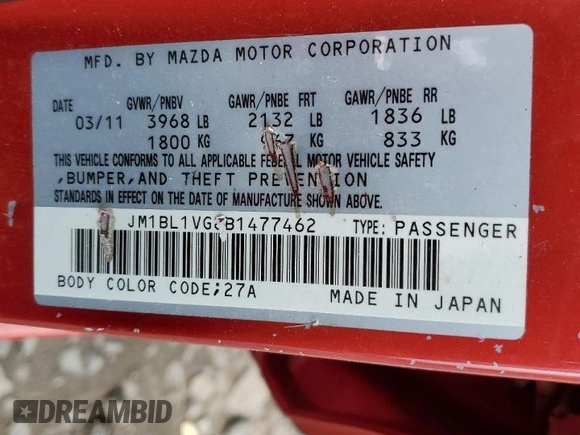 MFD. BY MAZDA MOTOR CORPORATION
DATE GVWR/PNBV GAWR/PNBE FRT GAWR/PNBE RR
03/11 3968 LB 2132 LB 1836 LB
1800 KG KG 833 KG
THIS VEHICLE CONFORMS TO ALL APPLICABLE FEDERAL MOTOR VEHICLE SAFETY
,BUMPER,AND THEFT PREVENTION
STANDARDS IN EFFECT ON THE DATE OF MANUFACTURE SHOWN ABOVE.
TYPE: PASSENGER
BODY COLOR CODE;27A MADE IN JAPAN
DREAMBID